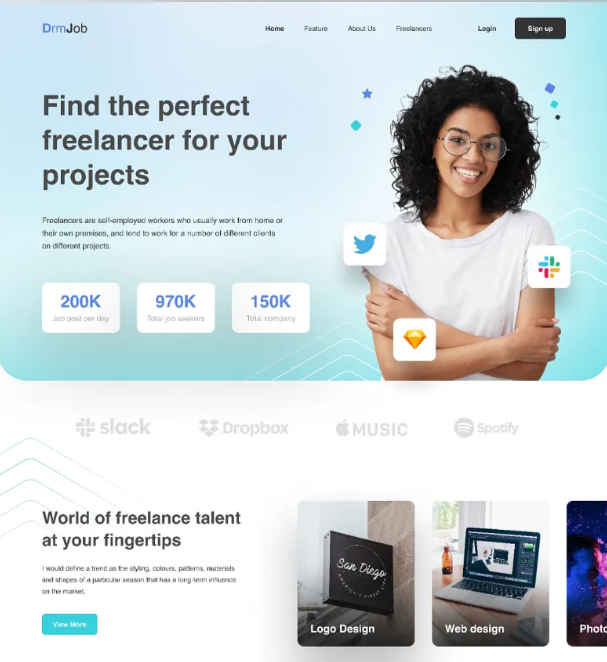 DrmJob
Home Feature About Us Freelancers Login Sign up
Find the perfect
freelancer for your
projects
Freelancers are self-employed workers who usually work from home or
their own premises, and tend to work for a number of different clients
on different projects.
200K 970K 150K
Job post per day Total job seekers Total company
slack Dropbox MUSIC Spotify
World of freelance talent
at your fingertips
I would define a trend as the styling, colours, patterns, materials
and shapes of a particular season that has a long-term influence
on the market.
View More
San Diego
AMERICA'S FINEST CITY
Logo Design Web design Photo